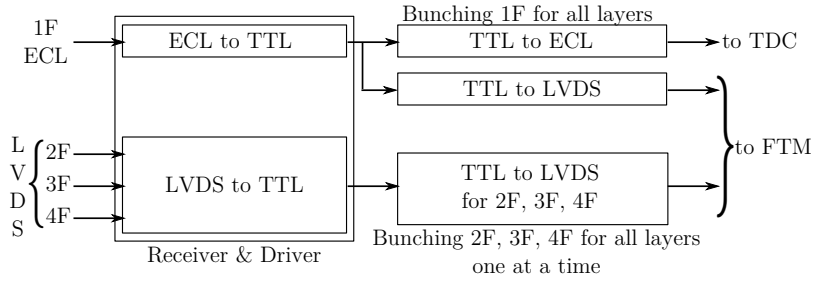 Bunching 1F for all layers
1F
ECL
ECL to TTL
TTL to ECL
to TDC
TTL to LVDS
L
V
D
S
2F
3F
4F
LVDS to TTL
TTL to LVDS
for 2F, 3F, 4F
to FTM
Receiver & Driver
Bunching 2F, 3F, 4F for all layers
one at a time